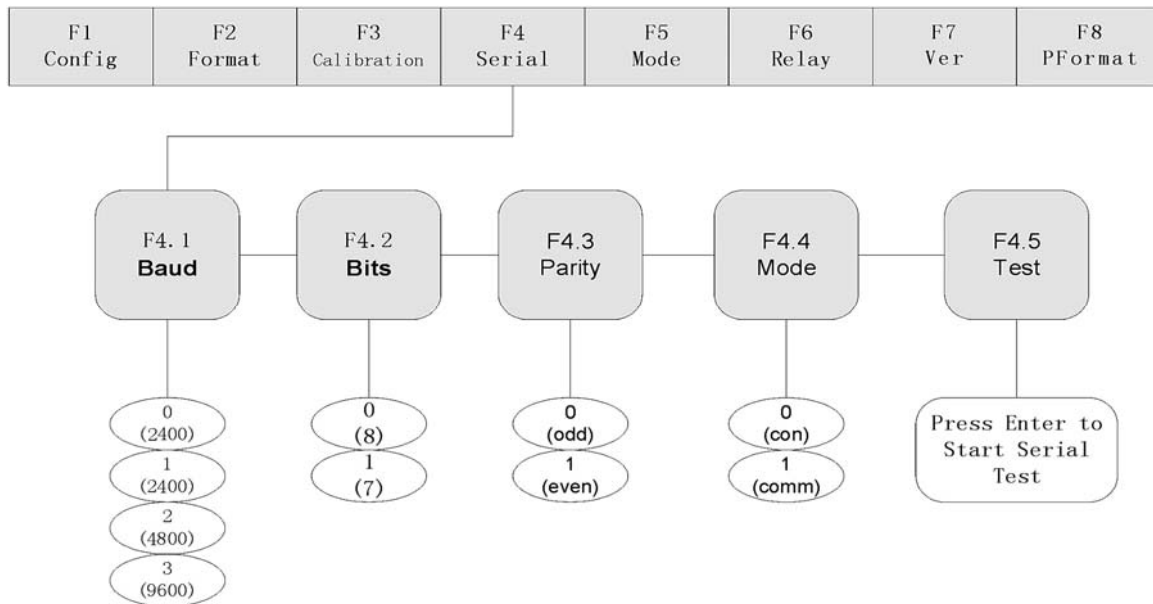 F1 F2 F3 F4 F5 F6 F7 F8
Config Format Calibration Serial Mode Relay Ver PFormat
F4.1
Baud
F4.2
Bits
F4.3
Parity
F4.4
Mode
F4.5
Test
0
(2400)
1
(2400)
2
(4800)
3
(9600)
0
(8)
1
(7)
0
(odd)
1
(even)
0
(con)
1
(comm)
Press Enter to
Start Serial
Test